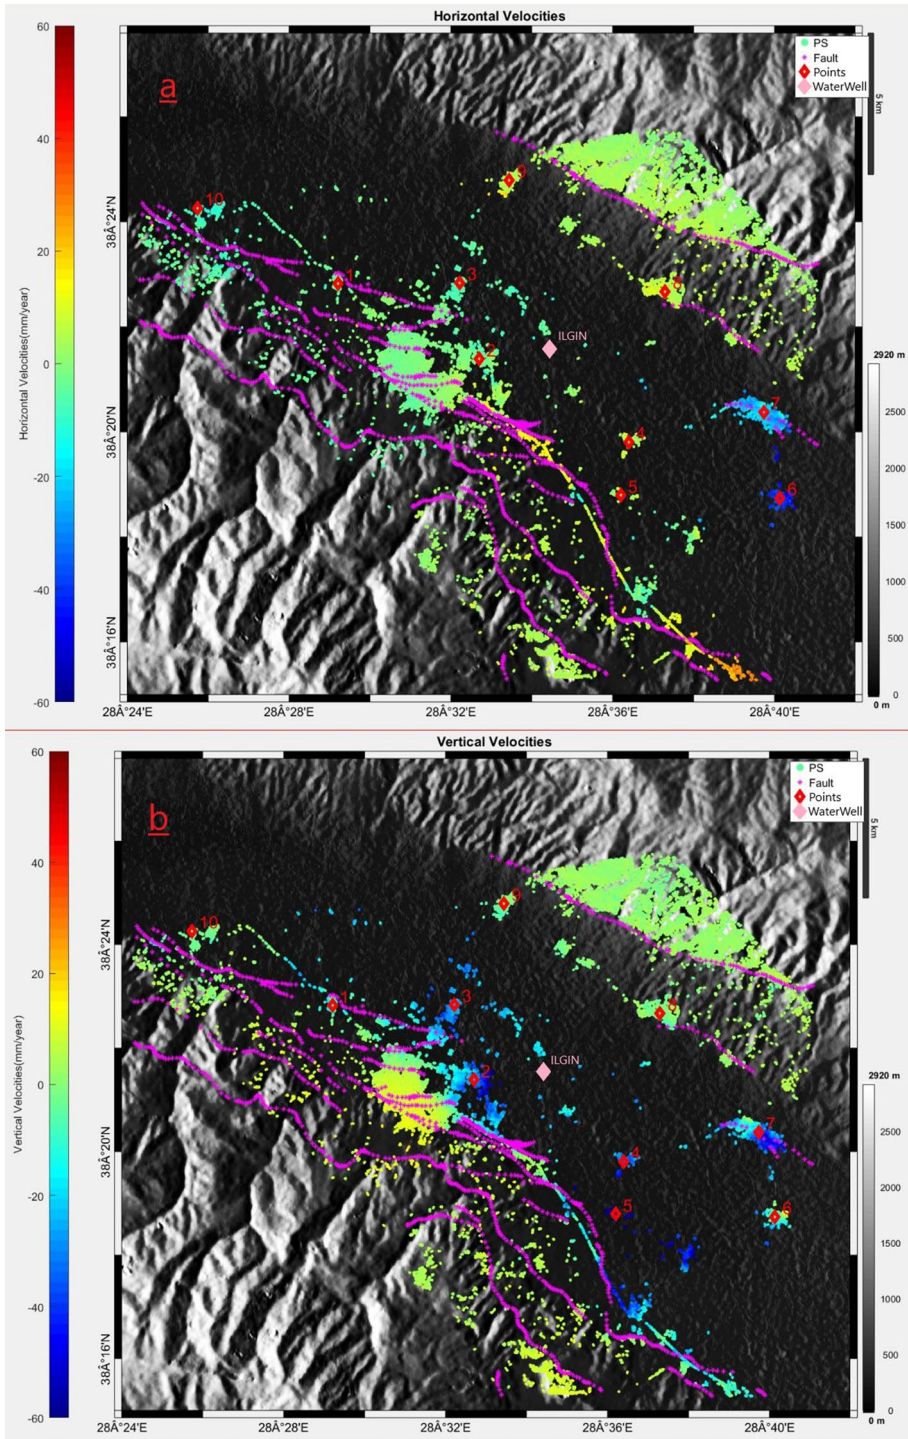 Horizontal Velocities
a
PS
Fault
Points
WaterWell
5 km
60
40
20
0
-20
-40
-60
Horizontal Velocities(mm/year)
38Â°24'N
38Â°20'N
38Â°16'N
10
9
1
3
8
2
ILGIN
7
4
5
6
2920 m
2500
2000
1500
1000
500
0
0 m
28Â°24'E
28Â°28'E
28Â°32'E
28Â°36'E
28Â°40'E
Vertical Velocities
b
PS
Fault
Points
WaterWell
5 km
60
40
20
0
-20
-40
-60
Vertical Velocities(mm/year)
38Â°24'N
38Â°20'N
38Â°16'N
10
9
1
3
8
2
ILGIN
7
4
5
6
2920 m
2500
2000
1500
1000
500
0
0 m
28Â°24'E
28Â°28'E
28Â°32'E
28Â°36'E
28Â°40'E